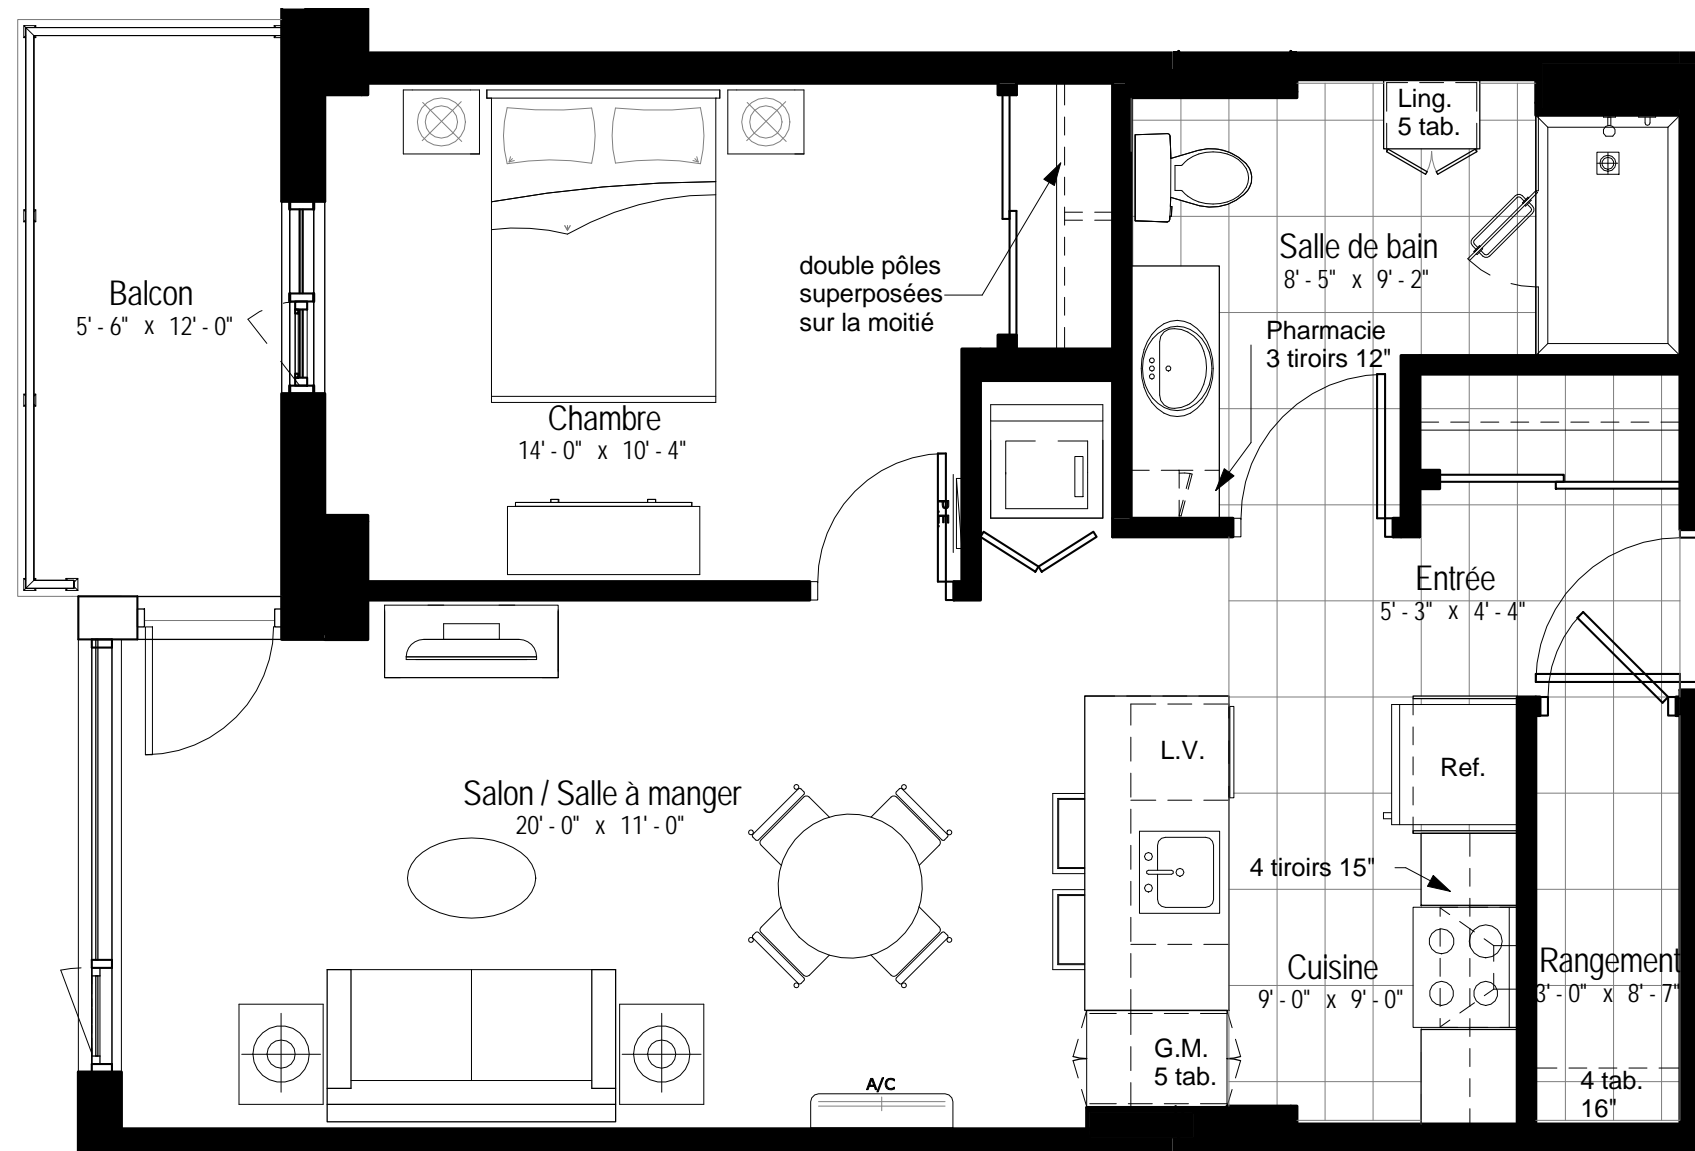 Ling.
5 tab.
Salle de bain
8' - 5" x 9' - 2"
double pôles
superposées
sur la moitié
Balcon
5' - 6" x 12' - 0"
Pharmacie
3 tiroirs 12"
Chambre
14' - 0" x 10' - 4"
P.E
Entrée
5' - 3" x 4' - 4"
L.V.
Ref.
Salon / Salle à manger
20' - 0" x 11' - 0"
4 tiroirs 15"
Cuisine
9' - 0" x 9' - 0"
Rangement
3' - 0" x 8' - 7"
G.M.
5 tab.
A/C
4 tab.
16"